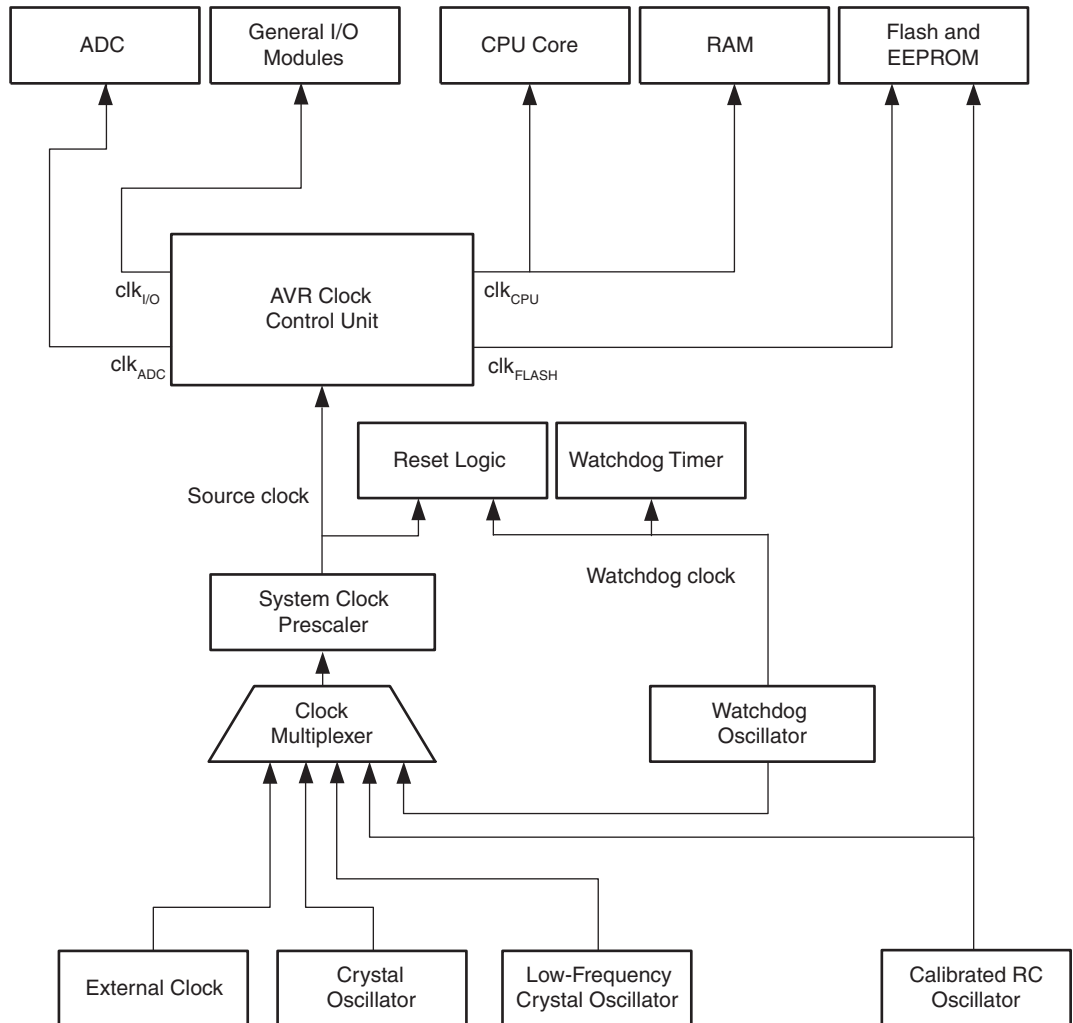 ADC
General I/O
Modules
CPU Core
RAM
Flash and
EEPROM
clkI/O
AVR Clock
Control Unit
clkCPU
clkADC
clkFLASH
Reset Logic
Watchdog Timer
Source clock
Watchdog clock
System Clock
Prescaler
Clock
Multiplexer
Watchdog
Oscillator
External Clock
Crystal
Oscillator
Low-Frequency
Crystal Oscillator
Calibrated RC
Oscillator